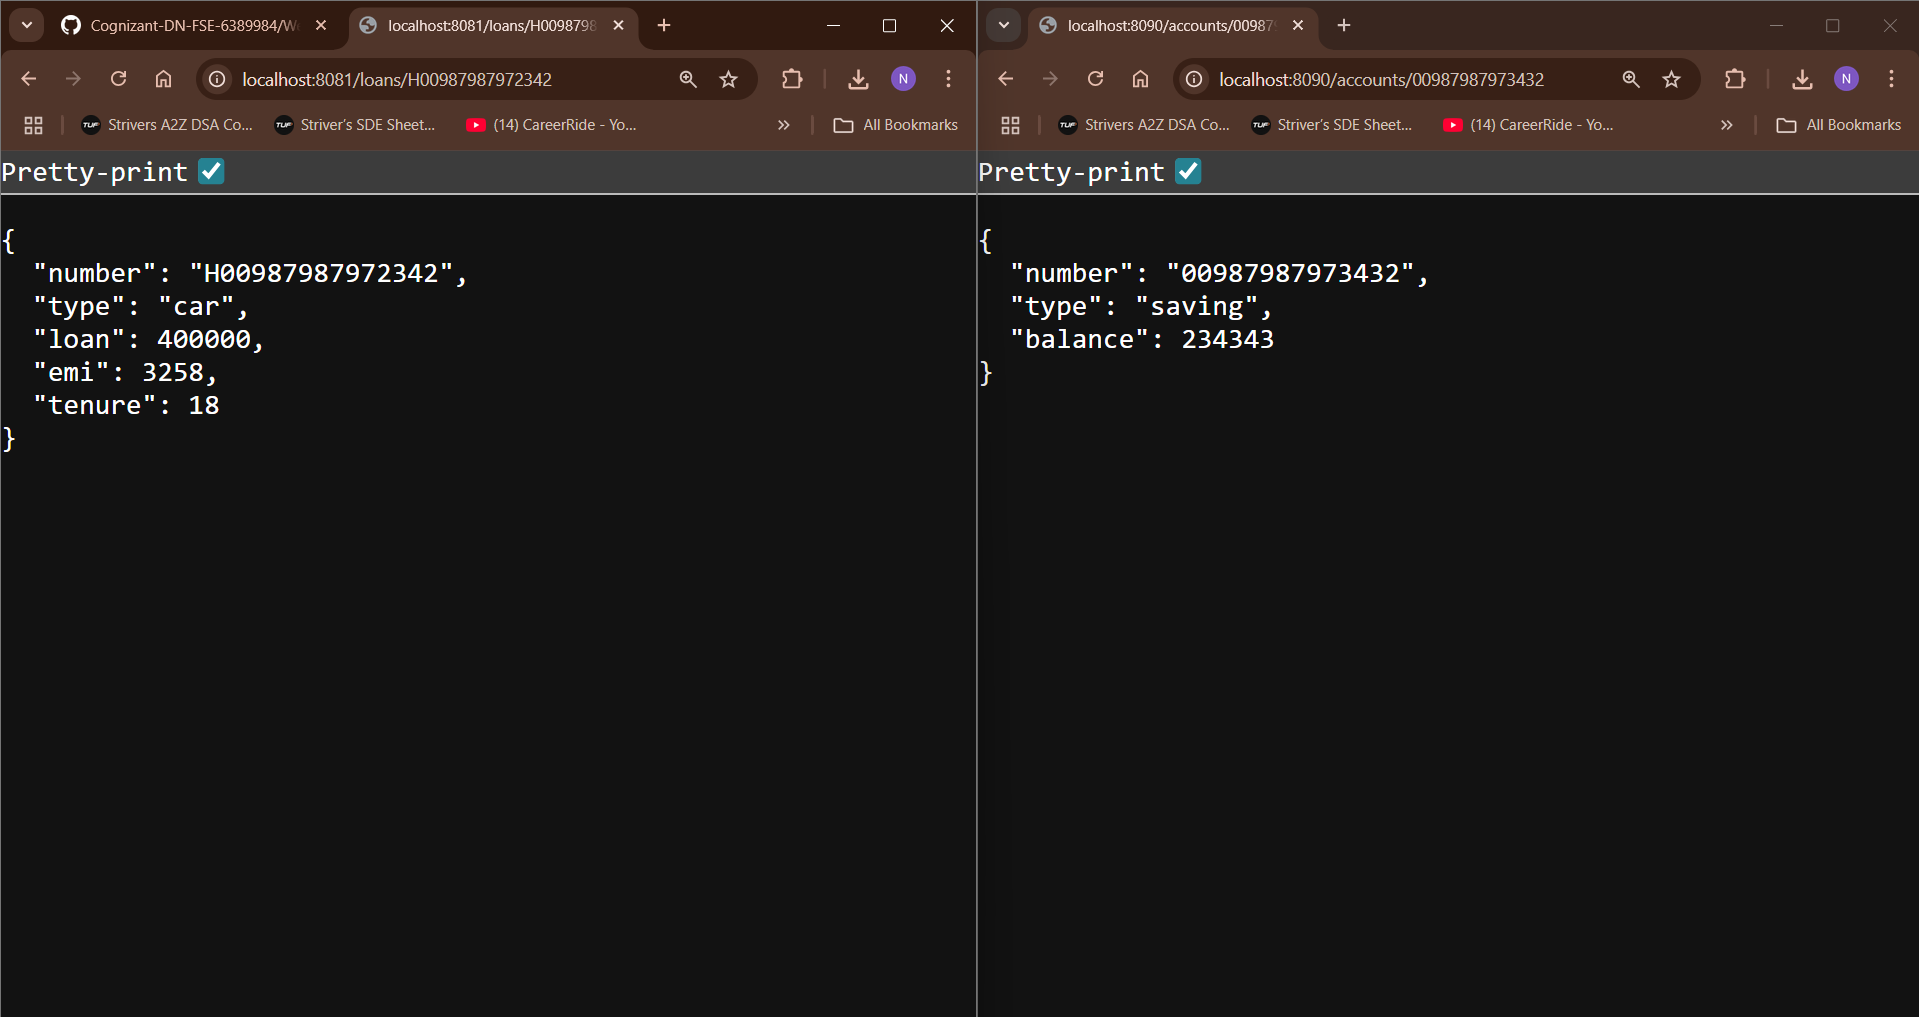 Cognizant-DN-FSE-6389984/W
localhost:8081/loans/H0098798
localhost:8081/loans/H00987987972342
N
Strivers A2Z DSA Co...
Striver's SDE Sheet...
(14) CareerRide - Yo...
All Bookmarks
Pretty-print
{
  "number": "H00987987972342",
  "type": "car",
  "loan": 400000,
  "emi": 3258,
  "tenure": 18
}
localhost:8090/accounts/00987
localhost:8090/accounts/00987987973432
N
Strivers A2Z DSA Co...
Striver's SDE Sheet...
(14) CareerRide - Yo...
All Bookmarks
Pretty-print
{
  "number": "00987987973432",
  "type": "saving",
  "balance": 234343
}